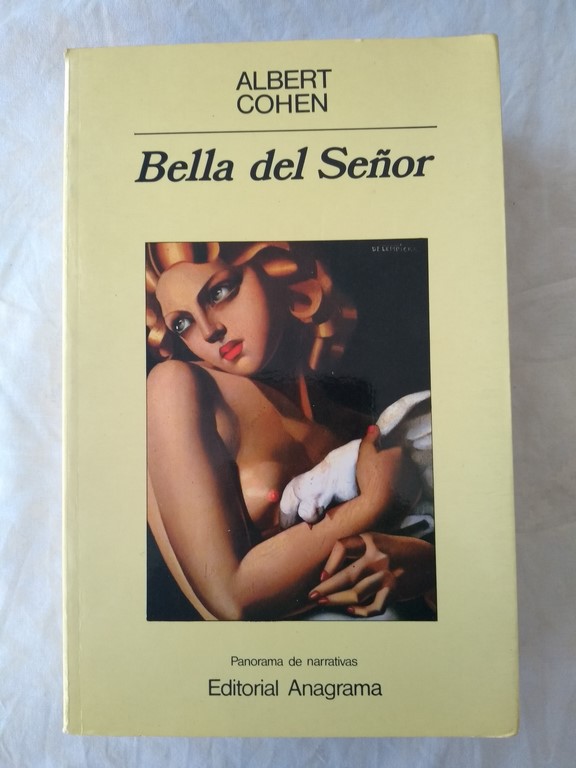 ALBERT
COHEN
Bella del Señor
Panorama de narrativas
Editorial Anagrama